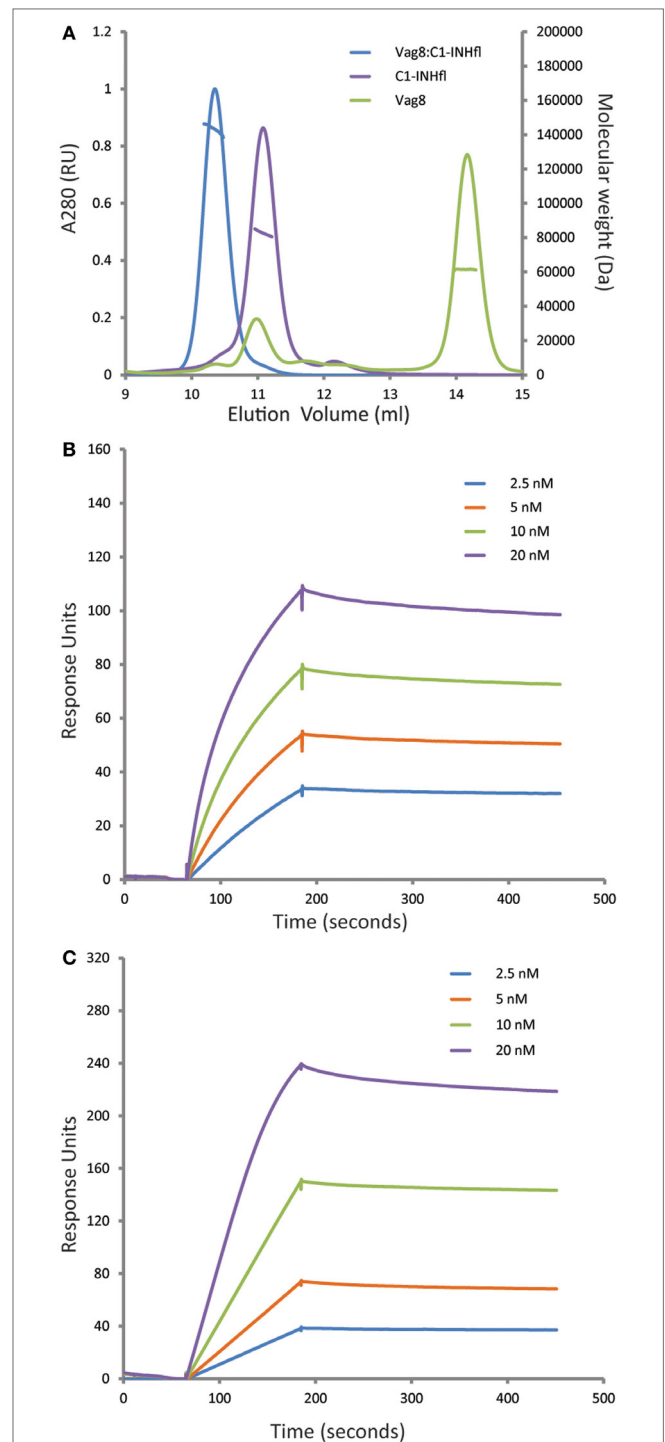 A
1.2
1
0.8
0.6
0.4
0.2
0
A280 (RU)
Vag8:C1-INHfl
C1-INHfl
Vag8
200000
180000
160000
140000
120000
100000
80000
60000
40000
20000
0
Molecular weight (Da)
9 10 11 12 13 14 15
Elution Volume (ml)
B
160
140
120
100
80
60
40
20
0
Response Units
2.5 nM
5 nM
10 nM
20 nM
0 100 200 300 400 500
Time (seconds)
C
320
280
240
200
160
120
80
40
0
Response Units
2.5 nM
5 nM
10 nM
20 nM
0 100 200 300 400 500
Time (seconds)